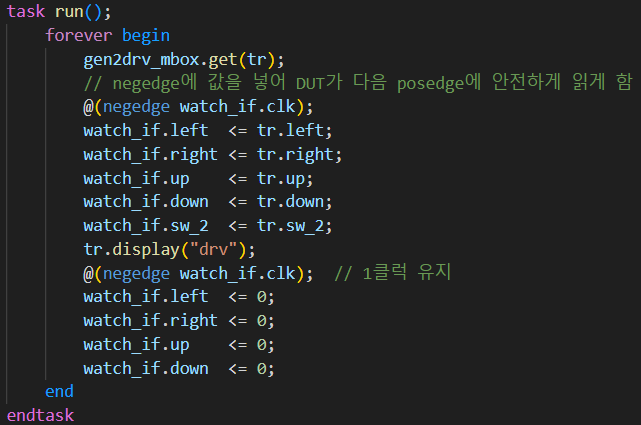 task run();
    forever begin
        gen2drv_mbox.get(tr);
        // negedge에 값을 넣어 DUT가 다음 posedge에 안전하게 읽게 함
        @(negedge watch_if.clk);
        watch_if.left  <= tr.left;
        watch_if.right <= tr.right;
        watch_if.up    <= tr.up;
        watch_if.down  <= tr.down;
        watch_if.sw_2  <= tr.sw_2;
        tr.display("drv");
        @(negedge watch_if.clk);  // 1클럭 유지
        watch_if.left  <= 0;
        watch_if.right <= 0;
        watch_if.up    <= 0;
        watch_if.down  <= 0;
    end
endtask